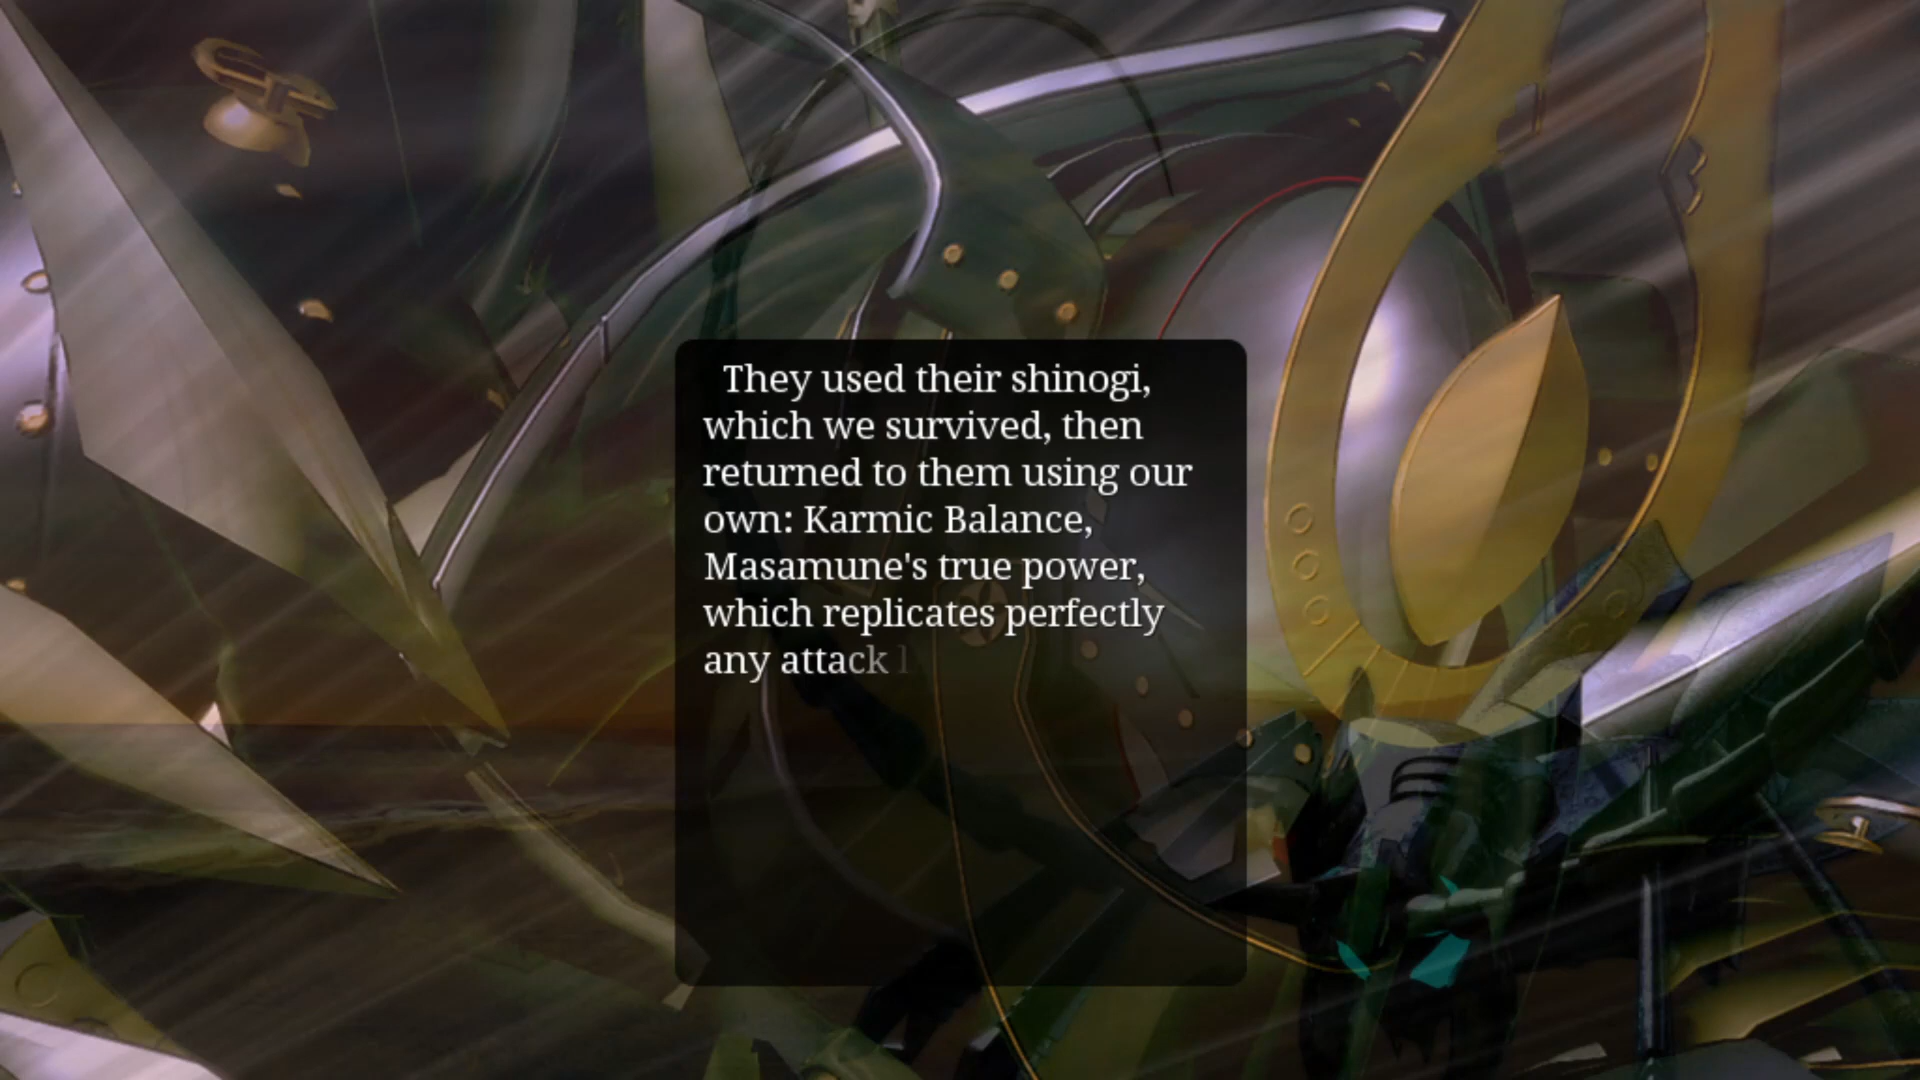 They used their shinogi,
which we survived, then
returned to them using our
own: Karmic Balance,
Masamune's true power,
which replicates perfectly
any attack